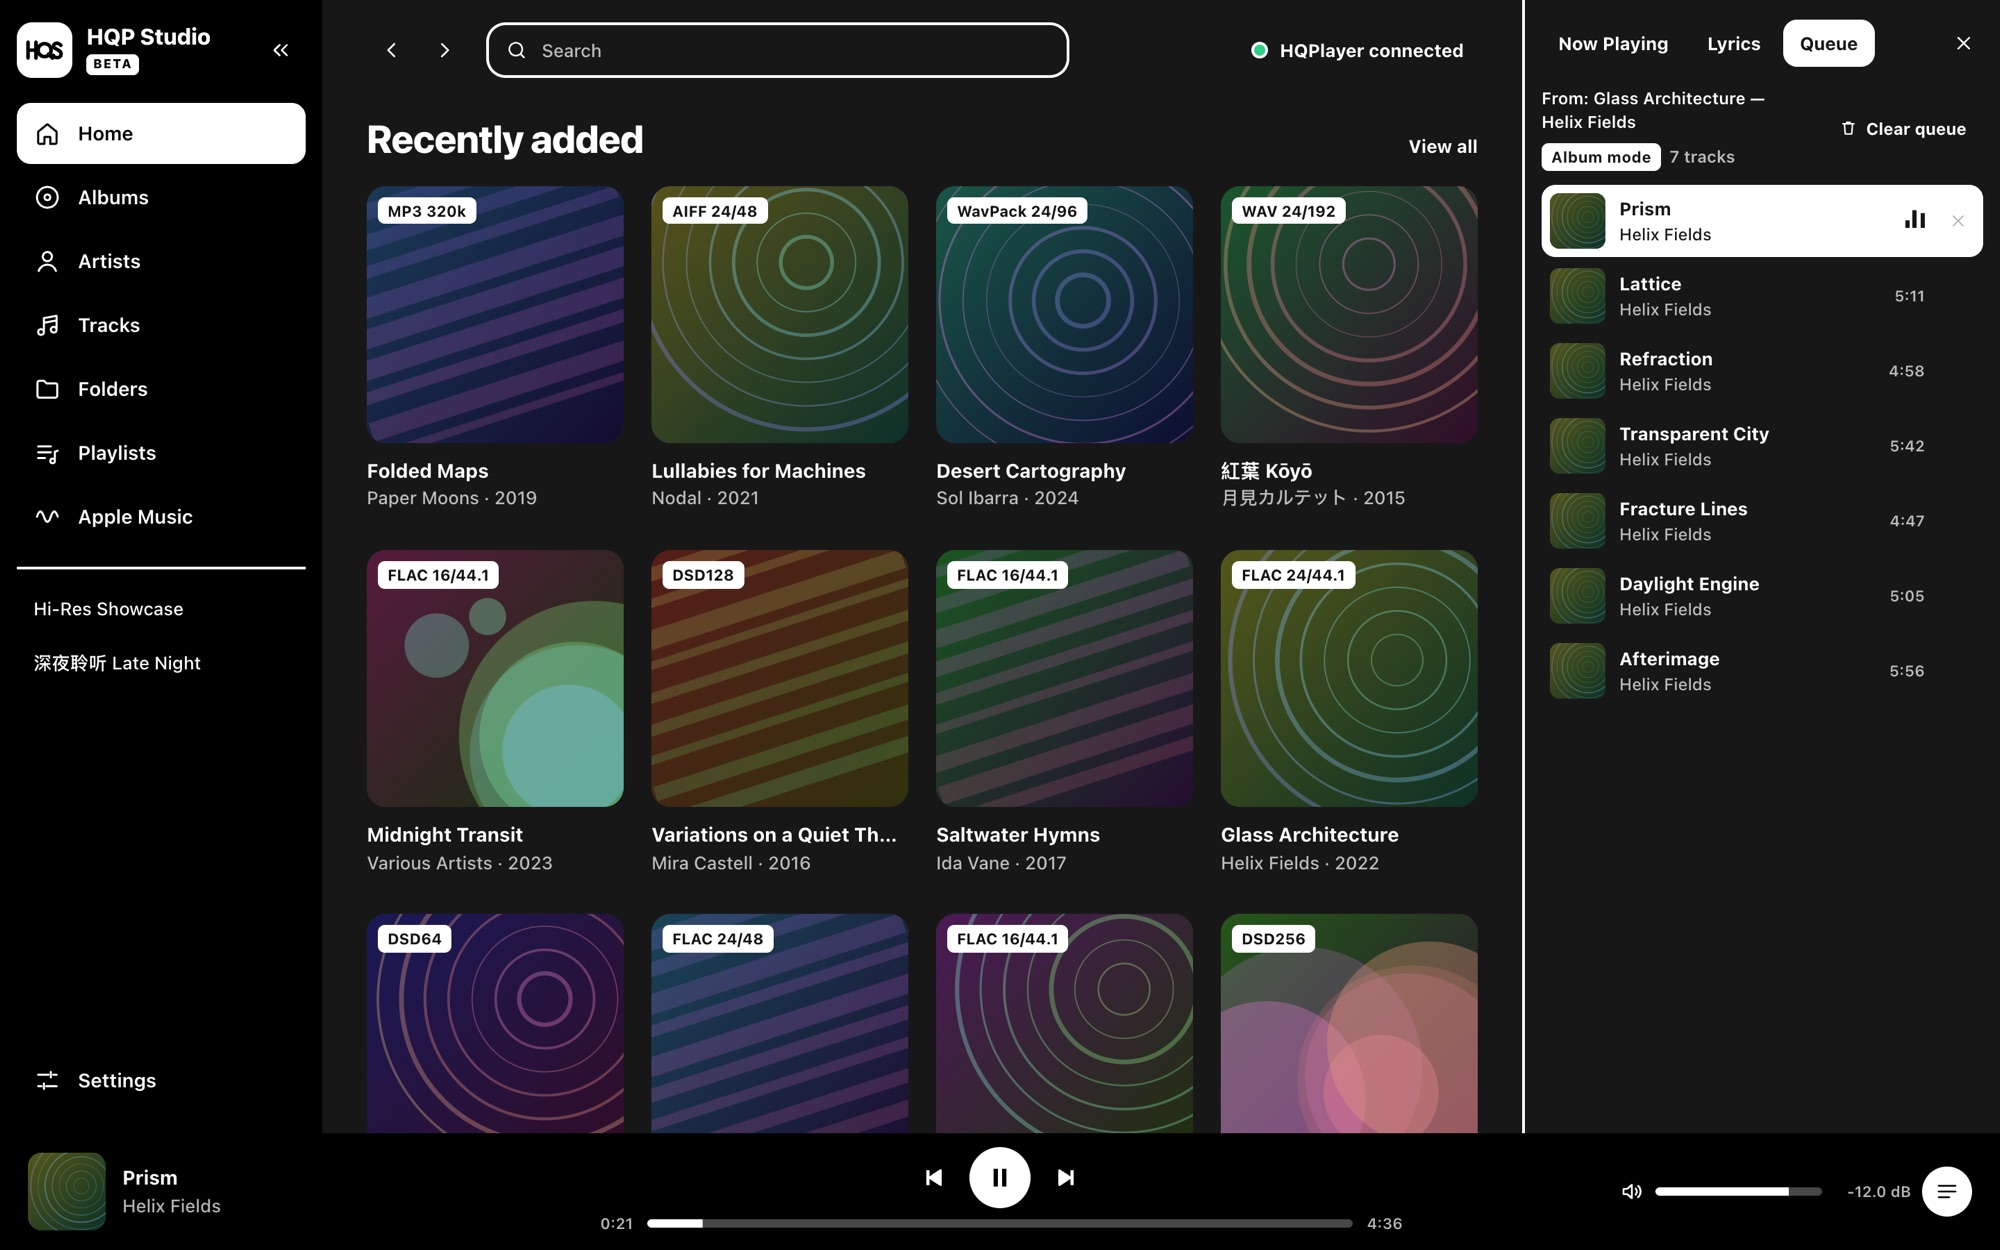 HQS
HQP Studio
BETA
Home
Albums
Artists
Tracks
Folders
Playlists
Apple Music
Hi-Res Showcase
深夜聆听 Late Night
Settings
Search
HQPlayer connected
Recently added
View all
MP3 320k
AIFF 24/48
WavPack 24/96
WAV 24/192
Folded Maps
Paper Moons · 2019
Lullabies for Machines
Nodal · 2021
Desert Cartography
Sol Ibarra · 2024
紅葉 Kōyō
月見カルテット · 2015
FLAC 16/44.1
DSD128
FLAC 16/44.1
FLAC 24/44.1
Midnight Transit
Various Artists · 2023
Variations on a Quiet Th...
Mira Castell · 2016
Saltwater Hymns
Ida Vane · 2017
Glass Architecture
Helix Fields · 2022
DSD64
FLAC 24/48
FLAC 16/44.1
DSD256
Now Playing
Lyrics
Queue
From: Glass Architecture —
Helix Fields
Clear queue
Album mode
7 tracks
Prism
Helix Fields
Lattice
Helix Fields
5:11
Refraction
Helix Fields
4:58
Transparent City
Helix Fields
5:42
Fracture Lines
Helix Fields
4:47
Daylight Engine
Helix Fields
5:05
Afterimage
Helix Fields
5:56
Prism
Helix Fields
0:21
4:36
-12.0 dB